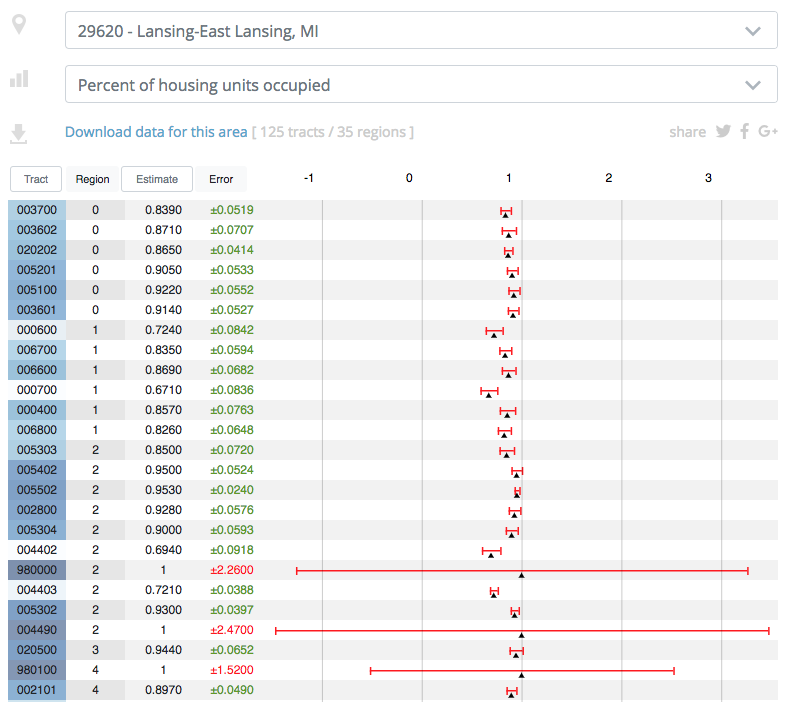 29620 - Lansing-East Lansing, MI
Percent of housing units occupied
Download data for this area [ 125 tracts / 35 regions ] share G+
Tract Region Estimate Error -1 0 1 2 3
003700 0 0.8390 ±0.0519
003602 0 0.8710 ±0.0707
020202 0 0.8650 ±0.0414
005201 0 0.9050 ±0.0533
005100 0 0.9220 ±0.0552
003601 0 0.9140 ±0.0527
000600 1 0.7240 ±0.0842
006700 1 0.8350 ±0.0594
006600 1 0.8690 ±0.0682
000700 1 0.6710 ±0.0836
000400 1 0.8570 ±0.0763
006800 1 0.8260 ±0.0648
005303 2 0.8500 ±0.0720
005402 2 0.9500 ±0.0524
005502 2 0.9530 ±0.0240
002800 2 0.9280 ±0.0576
005304 2 0.9000 ±0.0593
004402 2 0.6940 ±0.0918
980000 2 1 ±2.2600
004403 2 0.7210 ±0.0388
005302 2 0.9300 ±0.0397
004490 2 1 ±2.4700
020500 3 0.9440 ±0.0652
980100 4 1 ±1.5200
002101 4 0.8970 ±0.0490